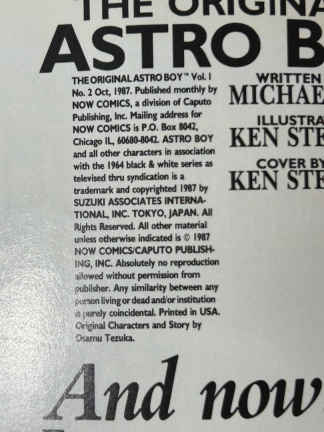 THE ORIGINA
ASTRO B
THE ORIGINAL ASTRO BOY™ Vol. 1
No. 2 Oct, 1987. Published monthly by
NOW COMICS, a division of Caputo
Publishing, Inc. Mailing address for
NOW COMICS is P.O. Box 8042,
Chicago IL, 60680-8042. ASTRO BOY
and all other characters in association
with the 1964 black & white series as
televised thru syndication is a
trademark and copyrighted 1987 by
SUZUKI ASSOCIATES INTERNA-
TIONAL, INC. TOKYO, JAPAN. All
Rights Reserved. All other material
unless otherwise indicated is © 1987
NOW COMICS/CAPUTO PUBLISH-
ING, INC. Absolutely no reproduction
allowed without permission from
publisher. Any similarity between any
person living or dead and/or institution
is purely coincidental. Printed in USA.
Original Characters and Story by
Osamu Tezuka.
WRITTEN
MICHAE
ILLUSTRA
KEN STE
COVER BY
KEN STE
And now